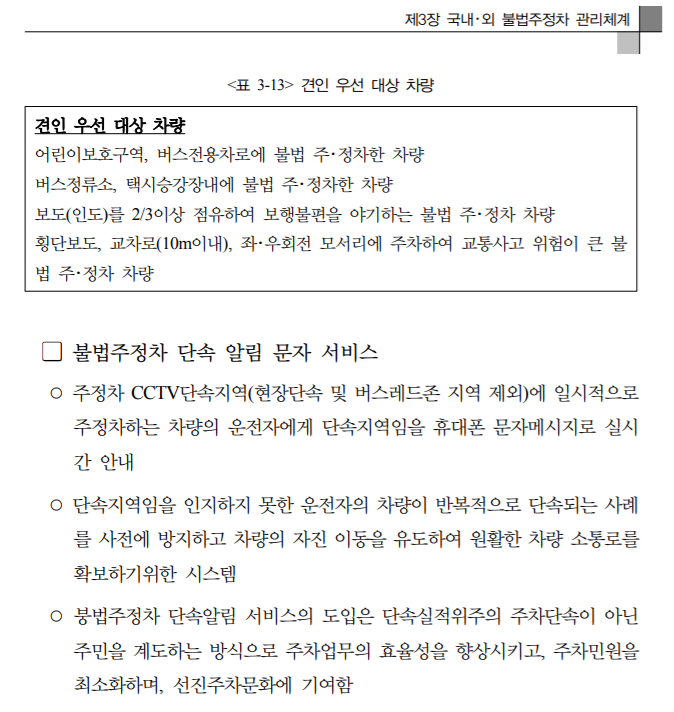 제3장 국내·외 불법주정차 관리체계
<표 3-13> 견인 우선 대상 차량
견인 우선 대상 차량
어린이보호구역, 버스전용차로에 불법 주·정차한 차량
버스정류소, 택시승강장내에 불법 주·정차한 차량
보도(인도)를 2/3이상 점유하여 보행불편을 야기하는 불법 주·정차 차량
횡단보도, 교차로(10m이내), 좌·우회전 모서리에 주차하여 교통사고 위험이 큰 불
법 주·정차 차량
❏ 불법주정차 단속 알림 문자 서비스
○ 주정차 CCTV단속지역(현장단속 및 버스레드존 지역 제외)에 일시적으로
주정차하는 차량의 운전자에게 단속지역임을 휴대폰 문자메시지로 실시
간 안내
○ 단속지역임을 인지하지 못한 운전자의 차량이 반복적으로 단속되는 사례
를 사전에 방지하고 차량의 자진 이동을 유도하여 원활한 차량 소통로를
확보하기위한 시스템
○ 붕법주정차 단속알림 서비스의 도입은 단속실적위주의 주차단속이 아닌
주민을 계도하는 방식으로 주차업무의 효율성을 향상시키고, 주차민원을
최소화하며, 선진주차문화에 기여함